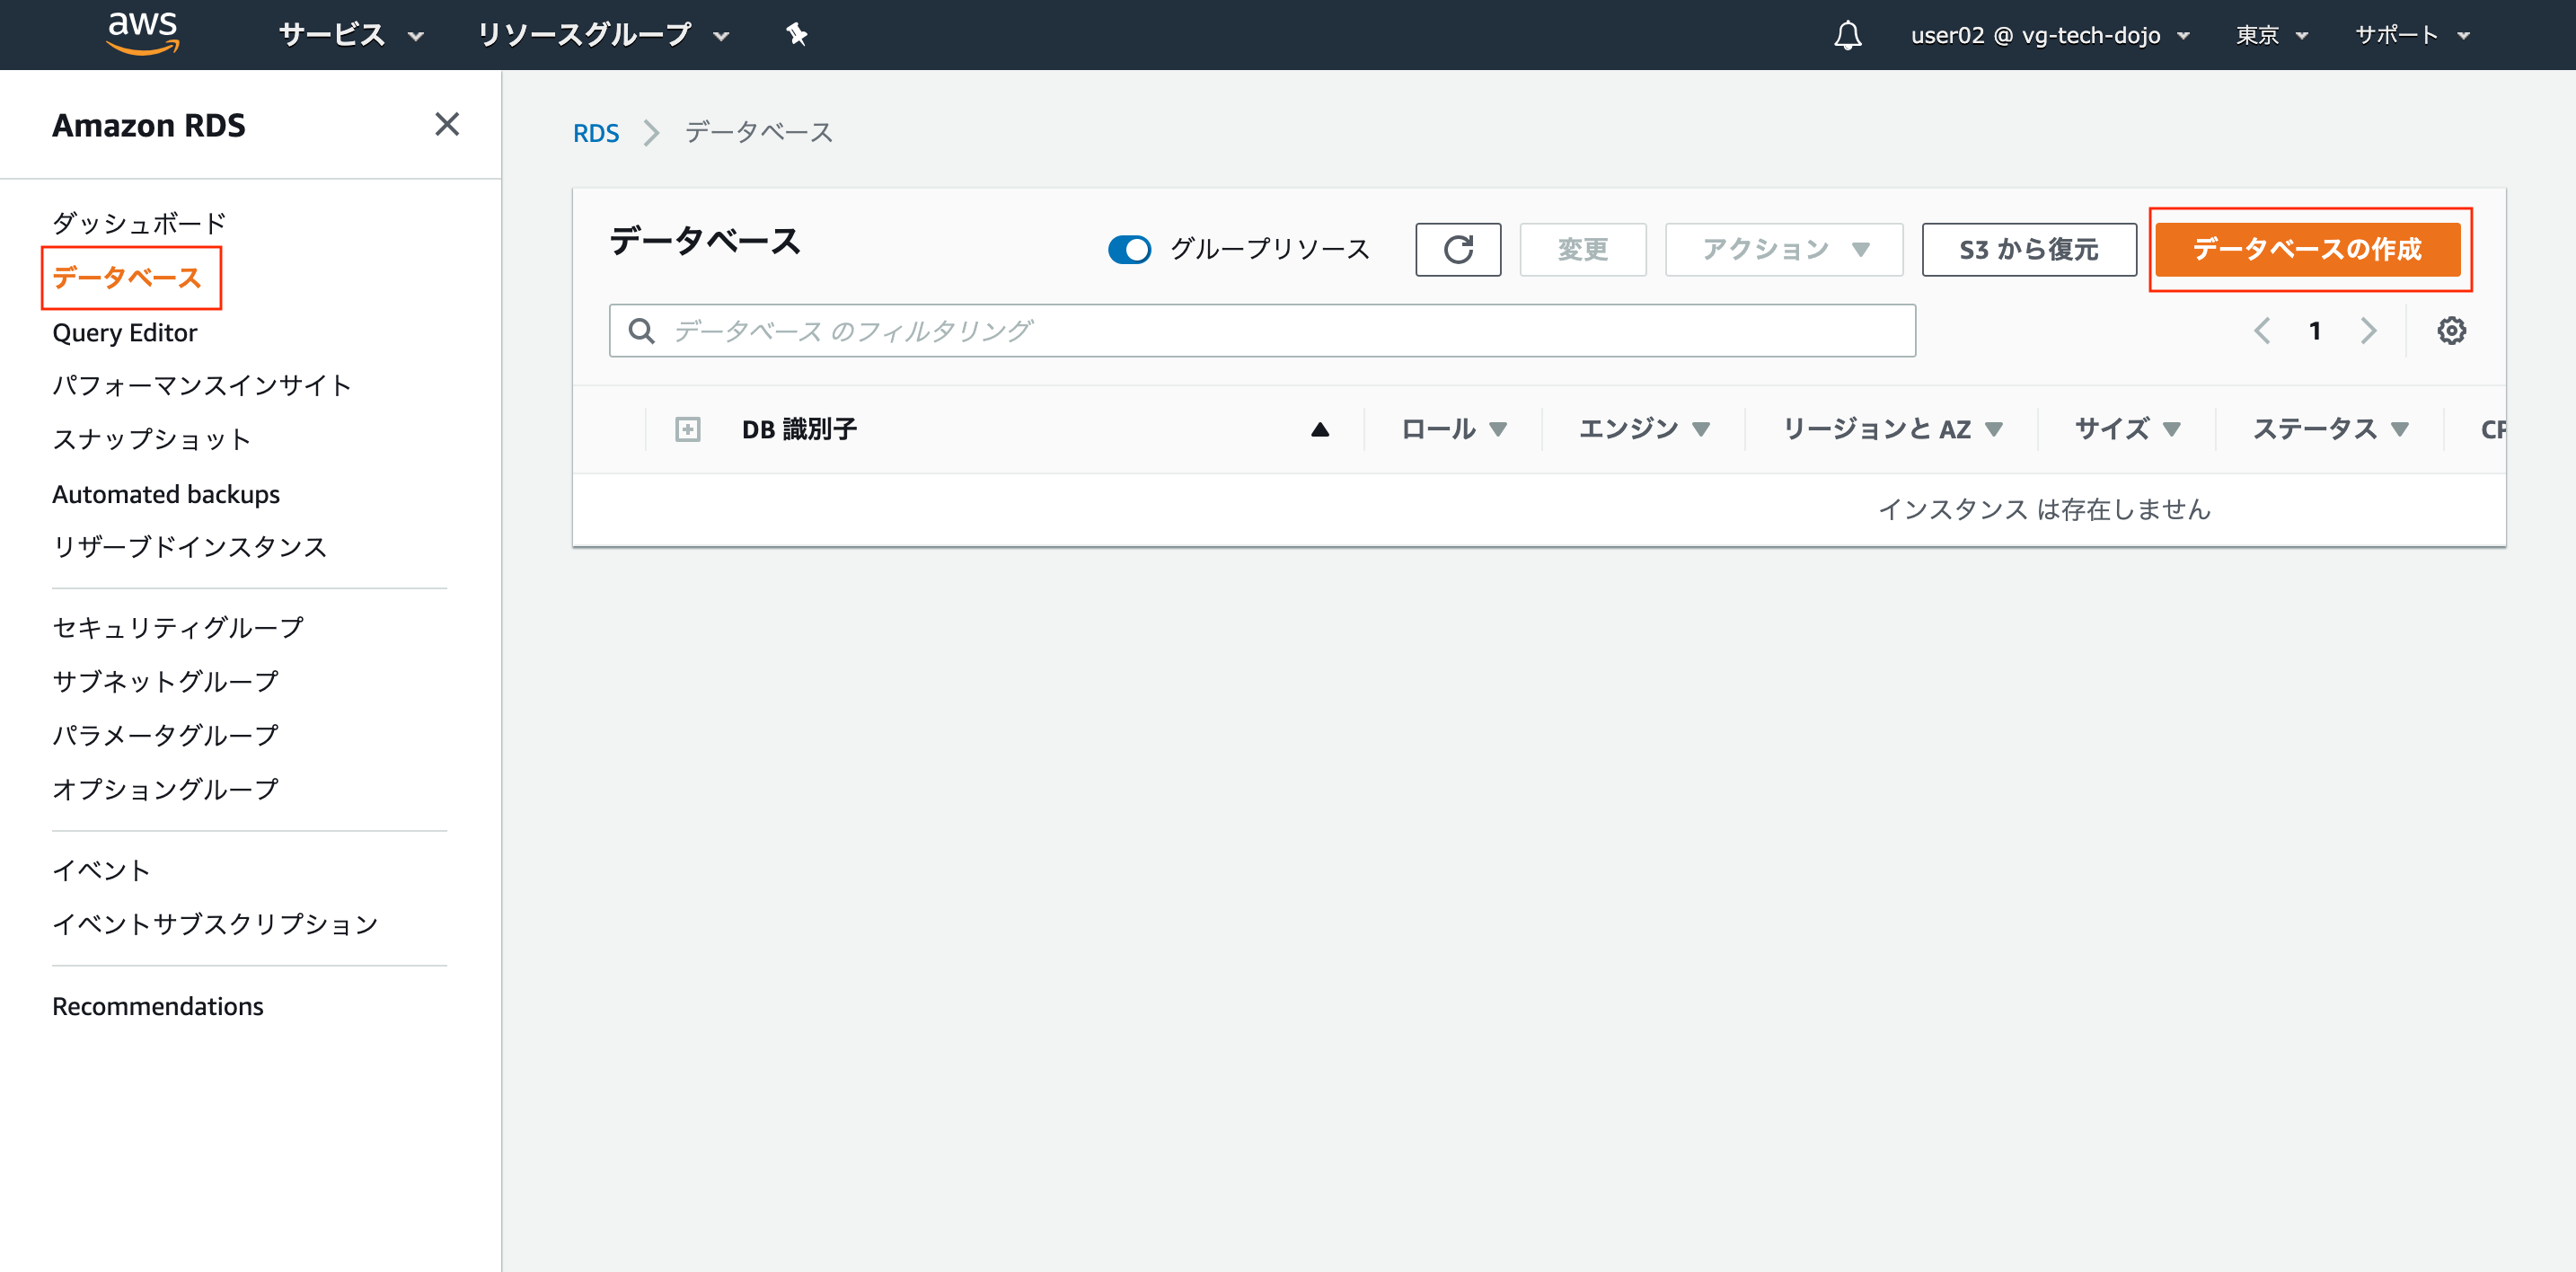 aws
サービス
リソースグループ
user02 @ vg-tech-dojo
東京
サポート
Amazon RDS
ダッシュボード
データベース
Query Editor
パフォーマンスインサイト
スナップショット
Automated backups
リザーブドインスタンス
セキュリティグループ
サブネットグループ
パラメータグループ
オプショングループ
イベント
イベントサブスクリプション
Recommendations
RDS
データベース
データベース
グループリソース
変更
アクション
S3 から復元
データベースの作成
データベース のフィルタリング
1
DB 識別子
ロール
エンジン
リージョンと AZ
サイズ
ステータス
インスタンス は存在しません